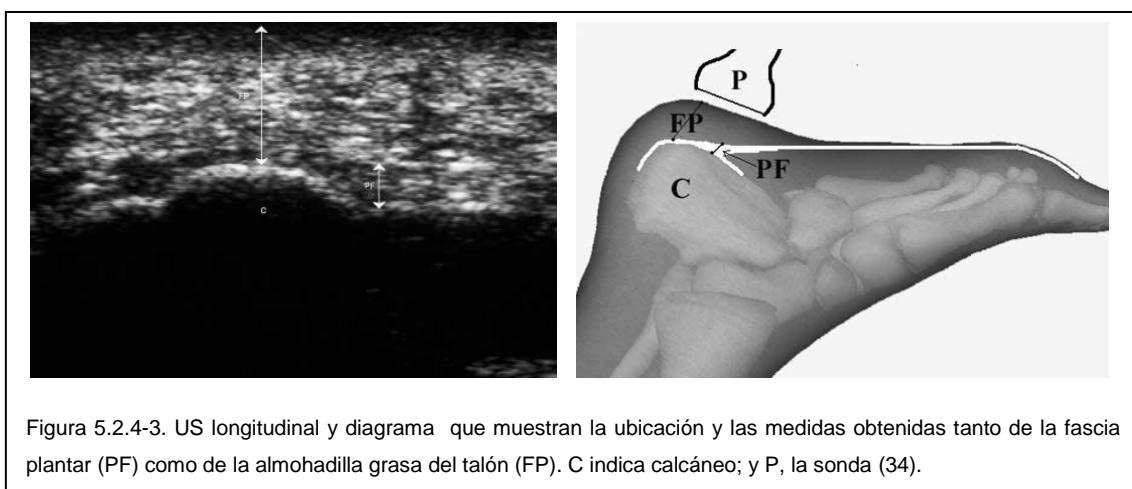 FP
PF
C
P
FP
PF
C
Figura 5.2.4-3. US longitudinal y diagrama que muestran la ubicación y las medidas obtenidas tanto de la fascia
plantar (PF) como de la almohadilla grasa del talón (FP). C indica calcáneo; y P, la sonda (34).